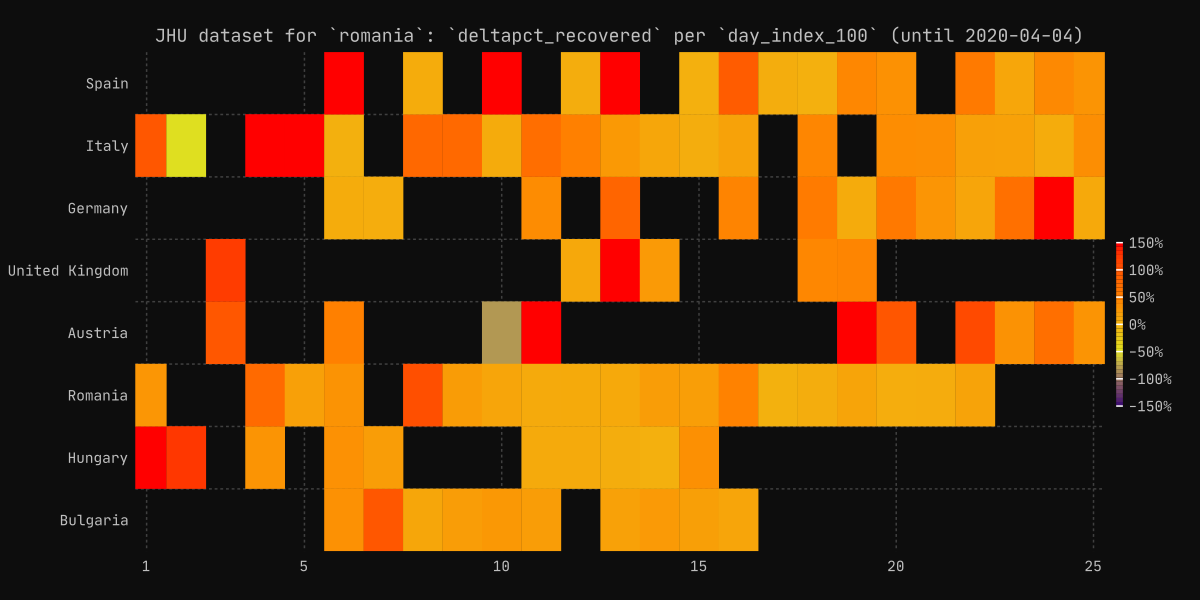 JHU dataset for `romania`: `deltapct_recovered` per `day_index_100` (until 2020-04-04)
Spain
Italy
Germany
United Kingdom
Austria
Romania
Hungary
Bulgaria
1 5 10 15 20 25
150%
100%
50%
0%
−50%
−100%
−150%